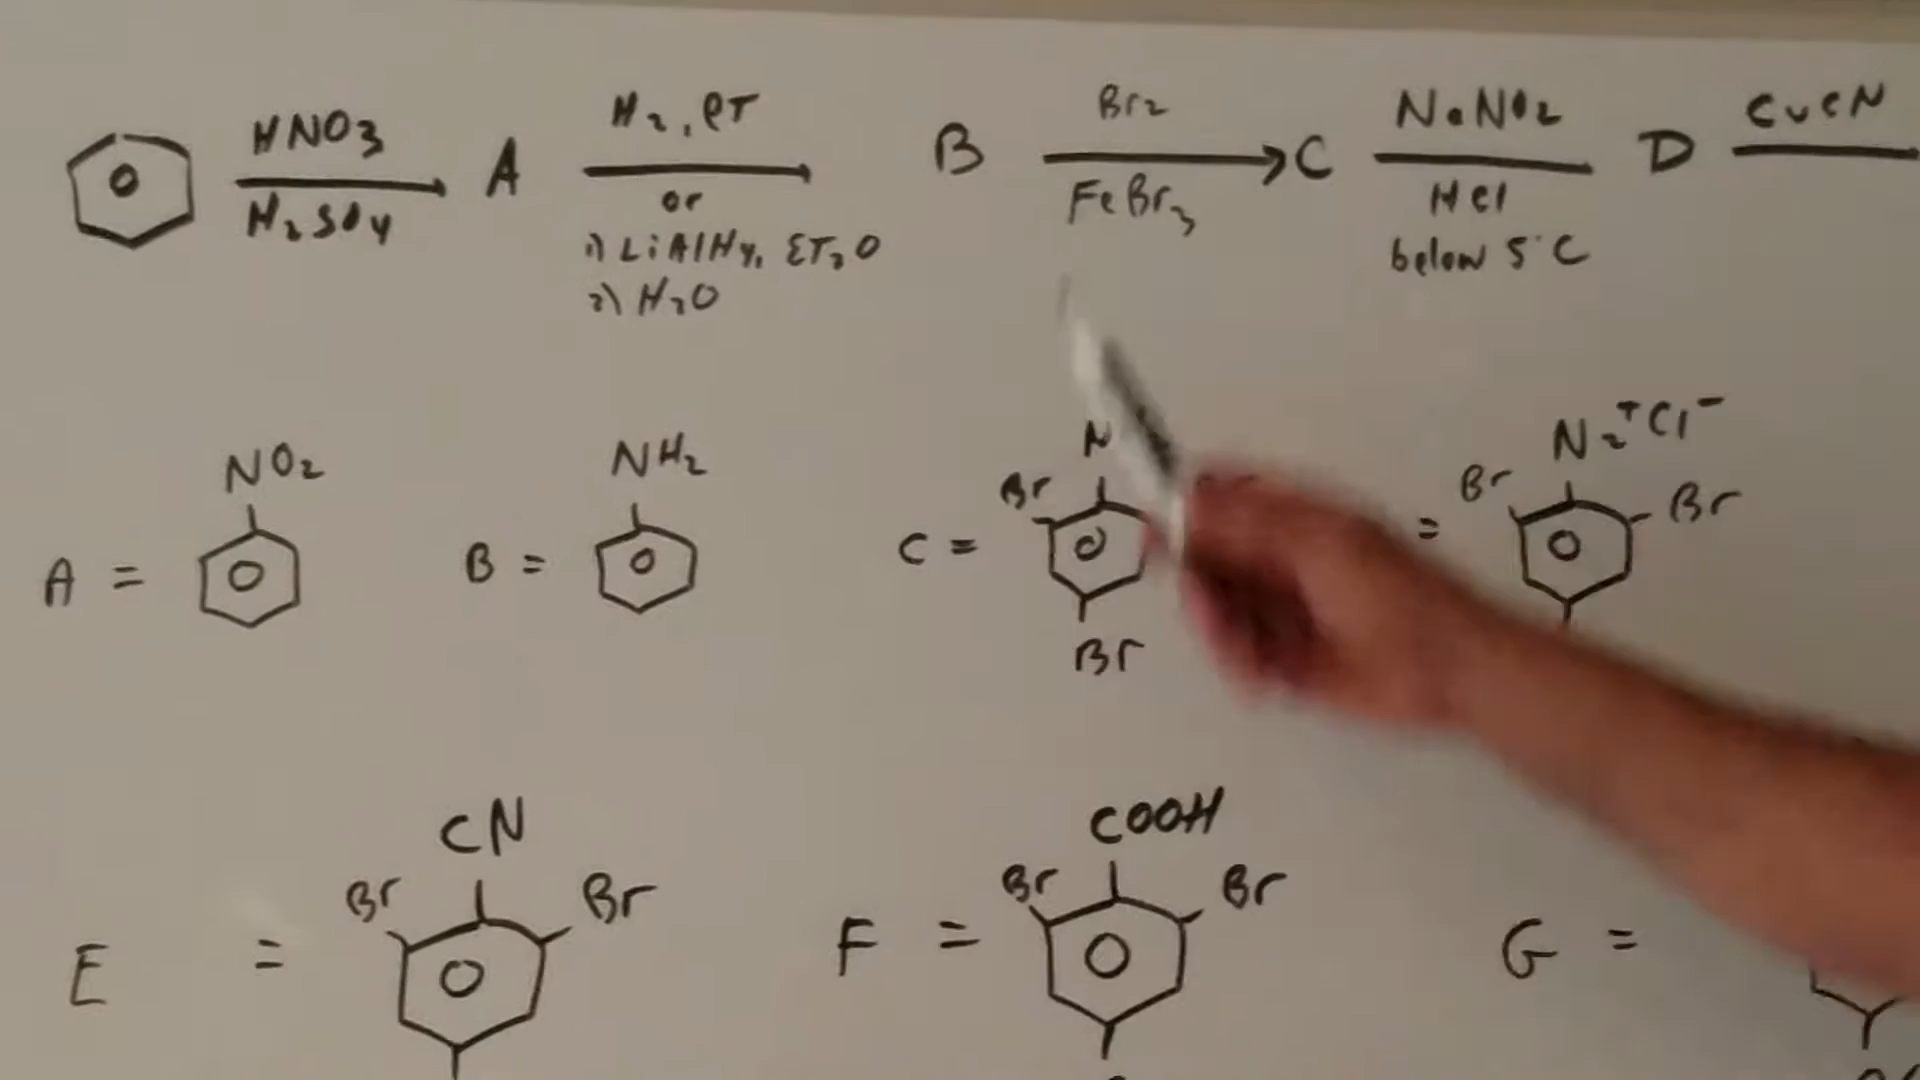 HNO3 A H2, PT B Br2 C NaNO2 D CuCN
H2SO4 or FeBr3 HCl
1) LiAlH4, ET2O below 5°C
2) H2O
A = NO2 B = NH2 C = N Br Br = N2+Cl- Br Br
E = CN Br Br F = COOH Br Br G =